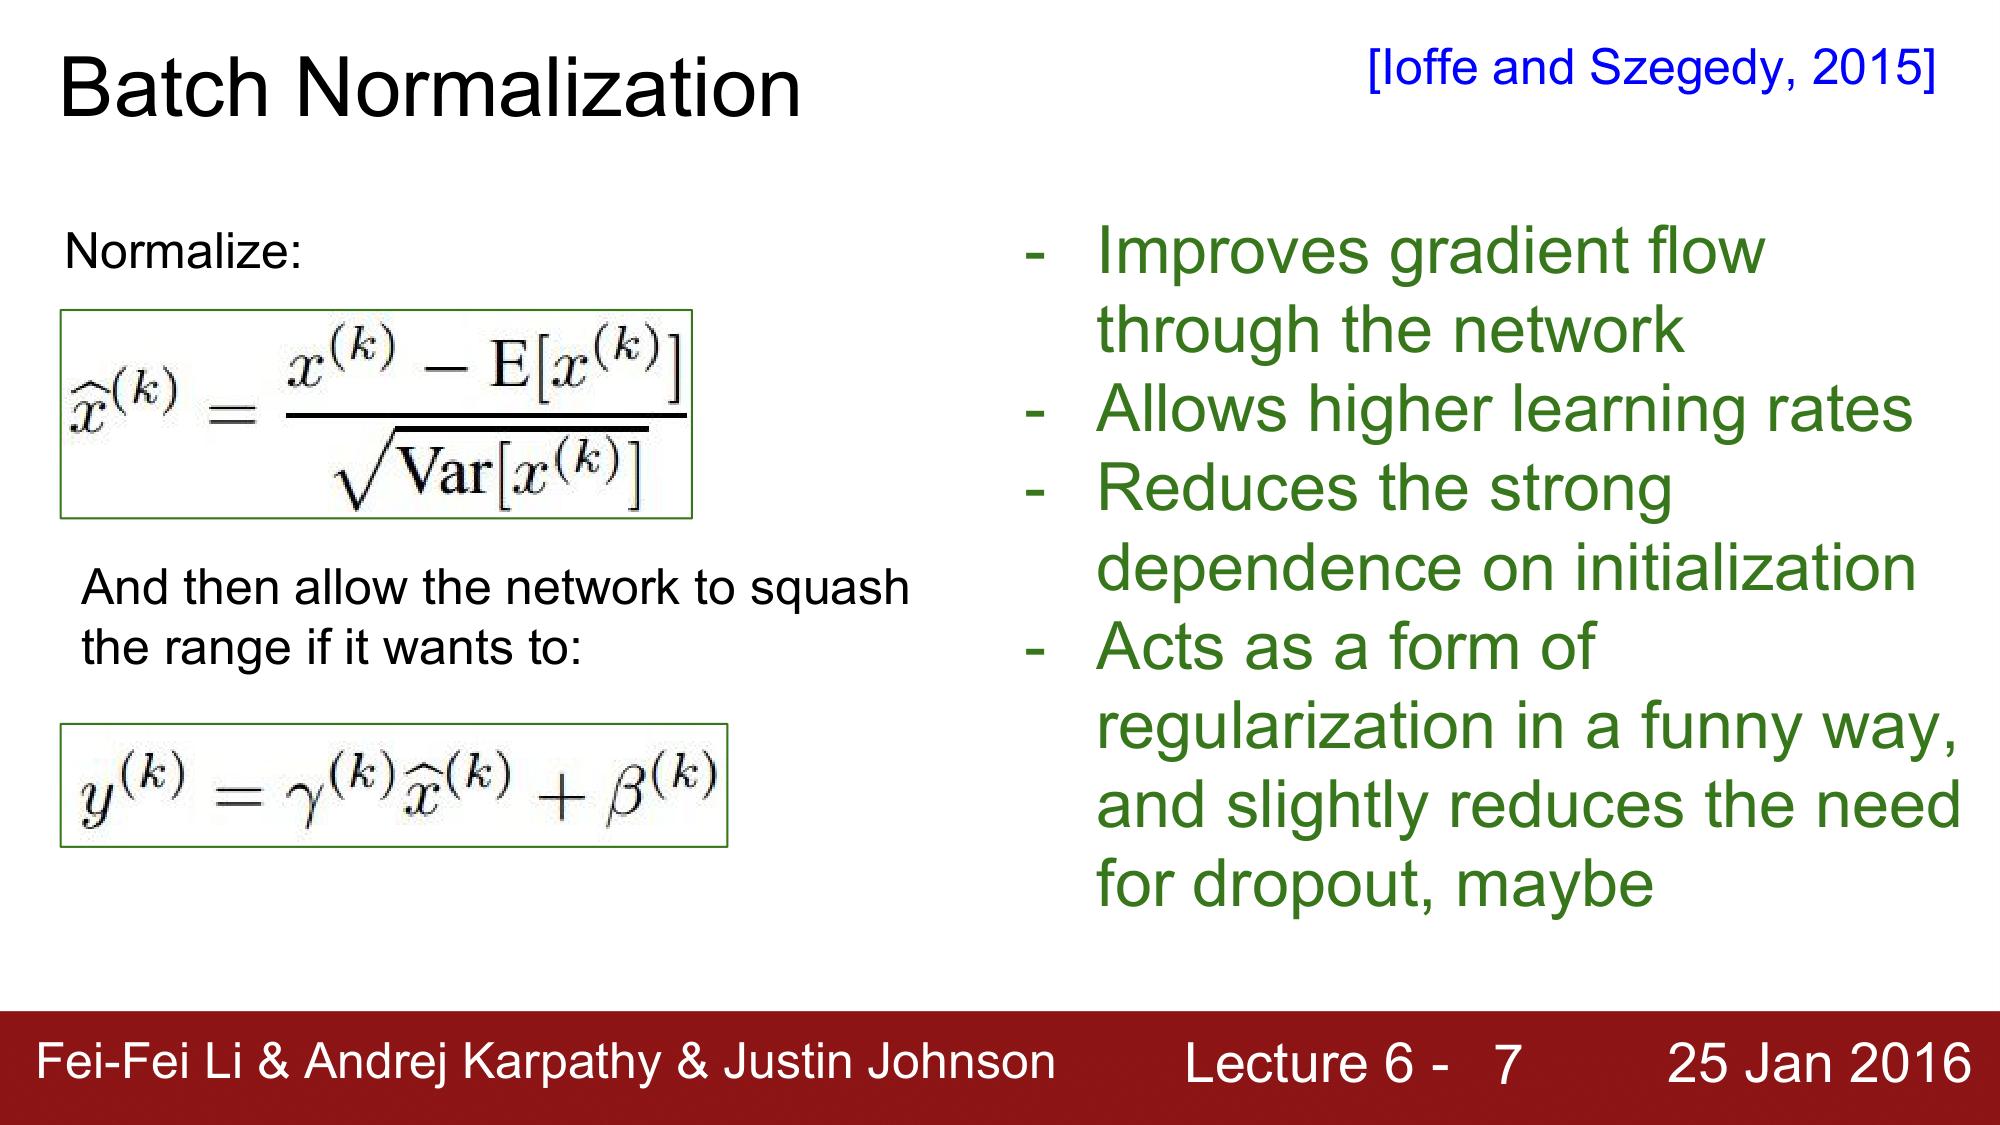 Batch Normalization
[Ioffe and Szegedy, 2015]
Normalize:
$\widehat{x}^{(k)} = \frac{x^{(k)} - \mathrm{E}[x^{(k)}]}{\sqrt{\mathrm{Var}[x^{(k)}]}}$
And then allow the network to squash
the range if it wants to:
$y^{(k)} = \gamma^{(k)}\widehat{x}^{(k)} + \beta^{(k)}$
- Improves gradient flow
through the network
- Allows higher learning rates
- Reduces the strong
dependence on initialization
- Acts as a form of
regularization in a funny way,
and slightly reduces the need
for dropout, maybe
Fei-Fei Li & Andrej Karpathy & Justin Johnson
Lecture 6 - 7
25 Jan 2016